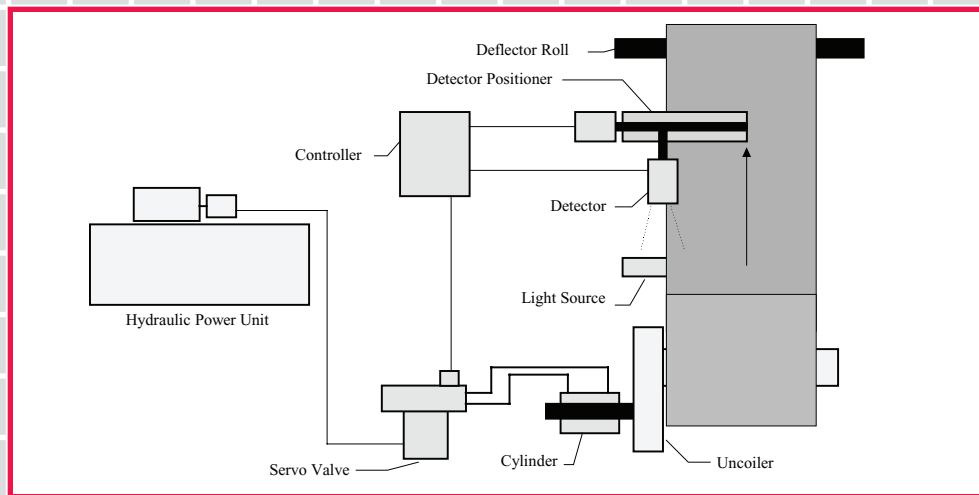 Deflector Roll
Detector Positioner
Controller
Detector
Light Source
Hydraulic Power Unit
Servo Valve
Cylinder
Uncoiler